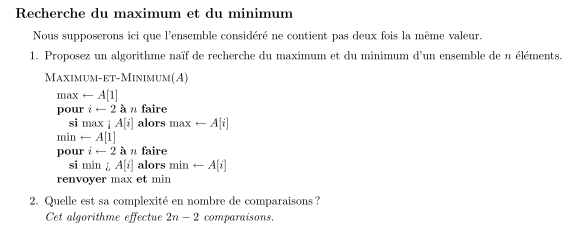 Recherche du maximum et du minimum
Nous supposerons ici que l'ensemble considéré ne contient pas deux fois la même valeur.
1. Proposez un algorithme naïf de recherche du maximum et du minimum d'un ensemble de n éléments.
MAXIMUM-ET-MINIMUM(A)
max ← A[1]
pour i ← 2 à n faire
si max ¡ A[i] alors max ← A[i]
min ← A[1]
pour i ← 2 à n faire
si min ¿ A[i] alors min ← A[i]
renvoyer max et min
2. Quelle est sa complexité en nombre de comparaisons ?
Cet algorithme effectue 2n − 2 comparaisons.